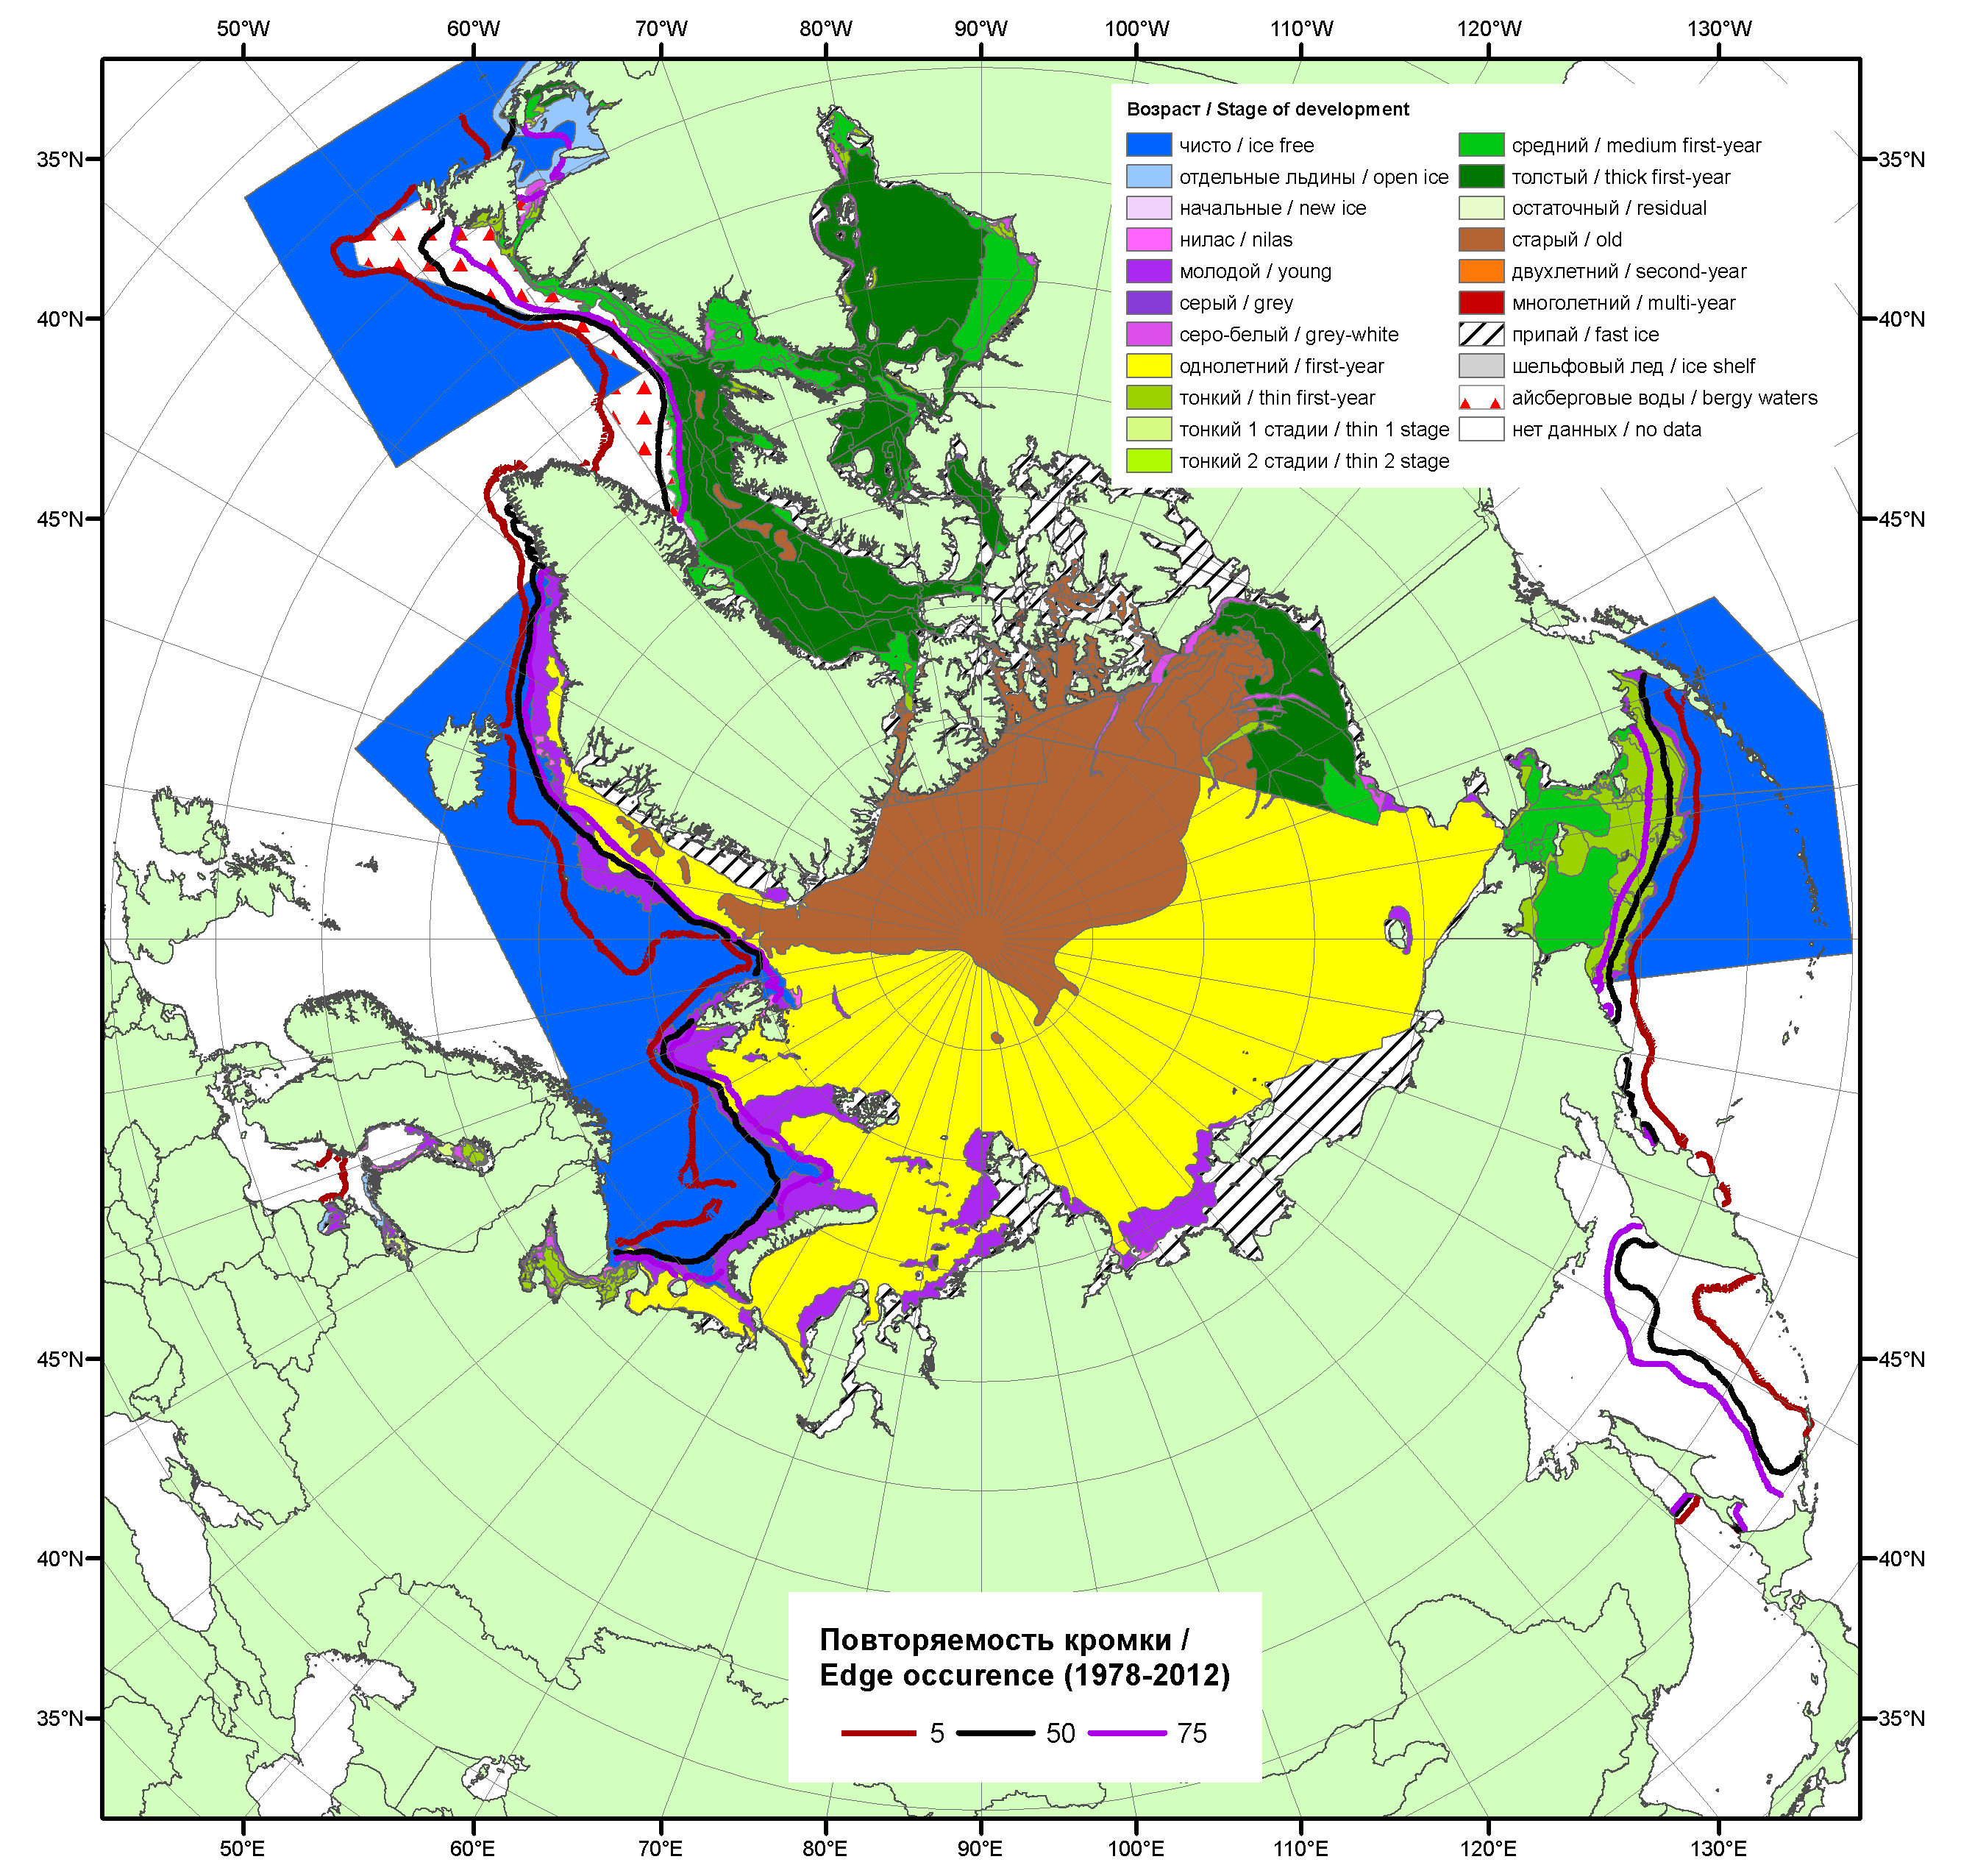 50°W 60°W 70°W 80°W 90°W 100°W 110°W 120°W 130°W
Возраст / Stage of development
чисто / ice free
отдельные льдины / open ice
начальные / new ice
нилас / nilas
молодой / young
серый / grey
серо-белый / grey-white
однолетний / first-year
тонкий / thin first-year
тонкий 1 стадии / thin 1 stage
тонкий 2 стадии / thin 2 stage
средний / medium first-year
толстый / thick first-year
остаточный / residual
старый / old
двухлетний / second-year
многолетний / multi-year
припай / fast ice
шельфовый лед / ice shelf
айсберговые воды / bergy waters
нет данных / no data
35°N 35°N
40°N 40°N
45°N 45°N
45°N 45°N
40°N 40°N
35°N 35°N
Повторяемость кромки /
Edge occurence (1978-2012)
5 50 75
50°E 60°E 70°E 80°E 90°E 100°E 110°E 120°E 130°E